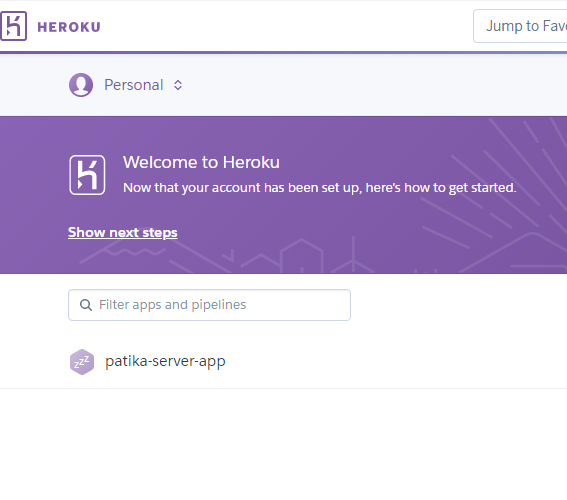 HEROKU
Jump to Favo
Personal
Welcome to Heroku
Now that your account has been set up, here's how to get started.
Show next steps
Filter apps and pipelines
zzz
patika-server-app